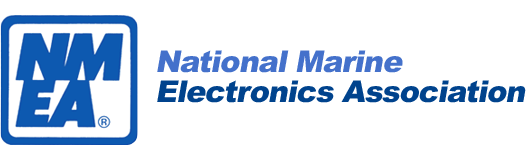 NM
EA®
National Marine
Electronics Association